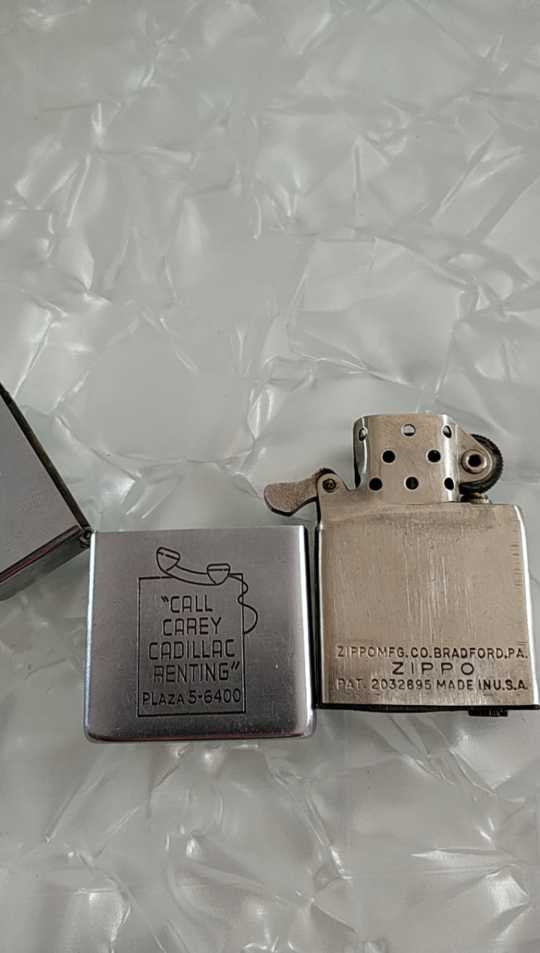 "CALL
CAREY
CADILLAC
RENTING"
PLAZA 5-6400
ZIPPO MFG. CO. BRADFORD. PA.
ZIPPO
PAT. 2032695 MADE IN U.S.A.